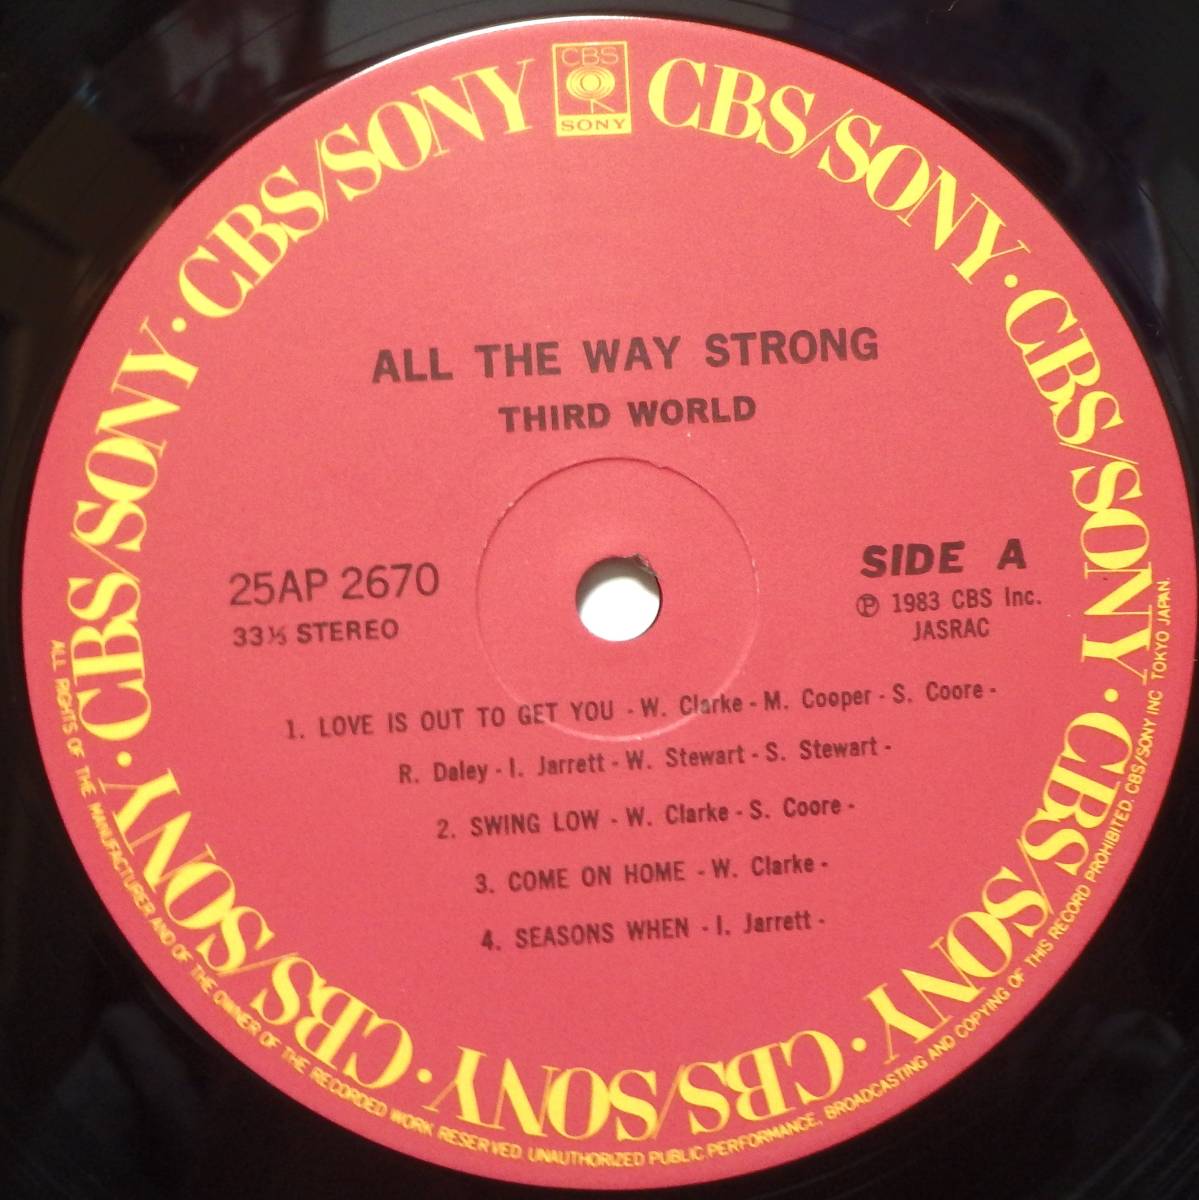 CBS
SONY
CBS/SONY · CBS/SONY · CBS/SONY · CBS/SONY · CBS/SONY · CBS/SONY · CBS/SONY · CBS/SONY
ALL THE WAY STRONG
THIRD WORLD
25AP 2670
33⅓ STEREO
SIDE A
Ⓟ 1983 CBS Inc.
JASRAC
1. LOVE IS OUT TO GET YOU - W. Clarke - M. Cooper - S. Coore -
R. Daley - I. Jarrett - W. Stewart - S. Stewart -
2. SWING LOW - W. Clarke - S. Coore -
3. COME ON HOME - W. Clarke -
4. SEASONS WHEN - I. Jarrett -
ALL RIGHTS OF THE MANUFACTURER AND OF THE OWNER OF THE RECORDED WORK RESERVED. UNAUTHORIZED PUBLIC PERFORMANCE, BROADCASTING AND COPYING OF THIS RECORD PROHIBITED. CBS/SONY INC TOKYO JAPAN.